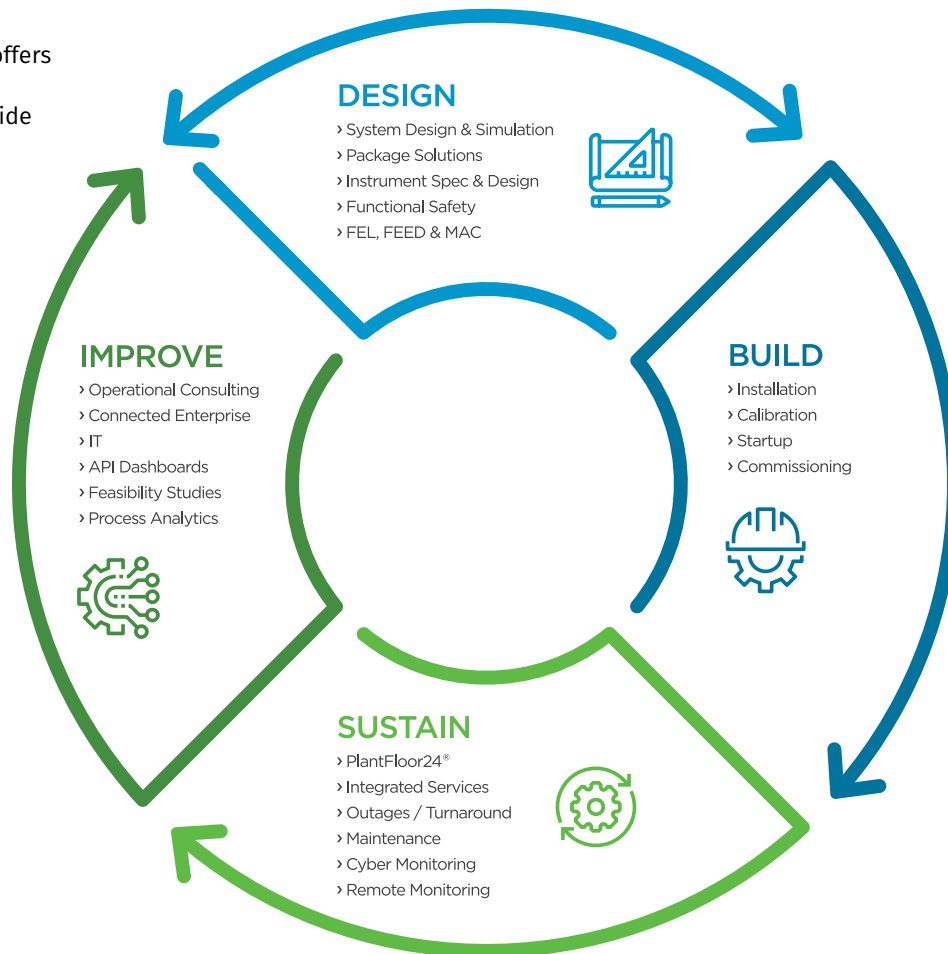 offers
ide
DESIGN
› System Design & Simulation
› Package Solutions
› Instrument Spec & Design
› Functional Safety
› FEL, FEED & MAC
IMPROVE
› Operational Consulting
› Connected Enterprise
› IT
› API Dashboards
› Feasibility Studies
› Process Analytics
BUILD
› Installation
› Calibration
› Startup
› Commissioning
SUSTAIN
› PlantFloor24®
› Integrated Services
› Outages / Turnaround
› Maintenance
› Cyber Monitoring
› Remote Monitoring